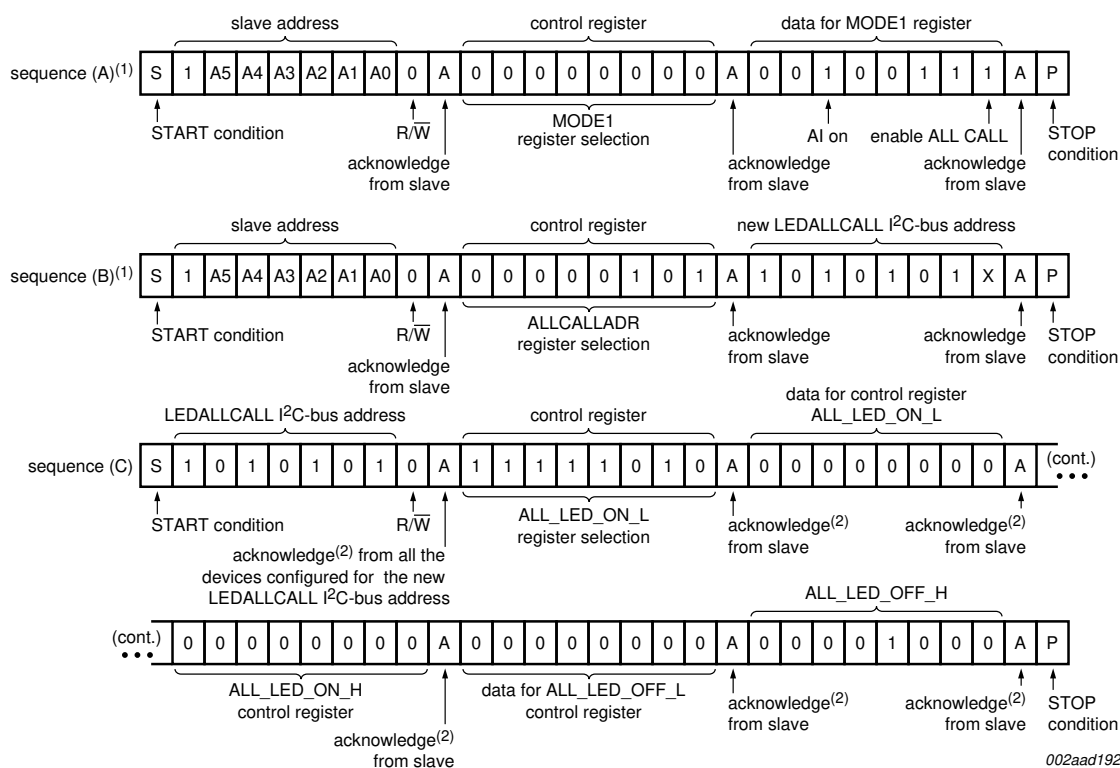 slave address control register data for MODE1 register
sequence (A)(1) S 1 A5 A4 A3 A2 A1 A0 0 A 0 0 0 0 0 0 0 0 A 0 0 1 0 0 1 1 1 A P
START condition R/W MODE1 register selection AI on enable ALL CALL STOP condition
acknowledge from slave acknowledge from slave acknowledge from slave
slave address control register new LEDALLCALL I2C-bus address
sequence (B)(1) S 1 A5 A4 A3 A2 A1 A0 0 A 0 0 0 0 0 1 0 1 A 1 0 1 0 1 0 1 X A P
START condition R/W ALLCALLADR register selection acknowledge from slave acknowledge from slave STOP condition
acknowledge from slave
data for control register
LEDALLCALL I2C-bus address control register ALL_LED_ON_L
sequence (C) S 1 0 1 0 1 0 1 0 A 1 1 1 1 1 0 1 0 A 0 0 0 0 0 0 0 0 A (cont.)
START condition R/W ALL_LED_ON_L register selection acknowledge(2) from slave acknowledge(2) from slave
acknowledge(2) from all the
devices configured for the new
LEDALLCALL I2C-bus address
ALL_LED_OFF_H
(cont.) 0 0 0 0 0 0 0 0 A 0 0 0 0 0 0 0 0 A 0 0 0 0 1 0 0 0 A P
ALL_LED_ON_H control register data for ALL_LED_OFF_L control register acknowledge(2) from slave acknowledge(2) from slave STOP condition
acknowledge(2)
from slave
002aad192